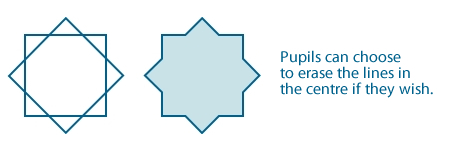 Pupils can choose
to erase the lines in
the centre if they wish.